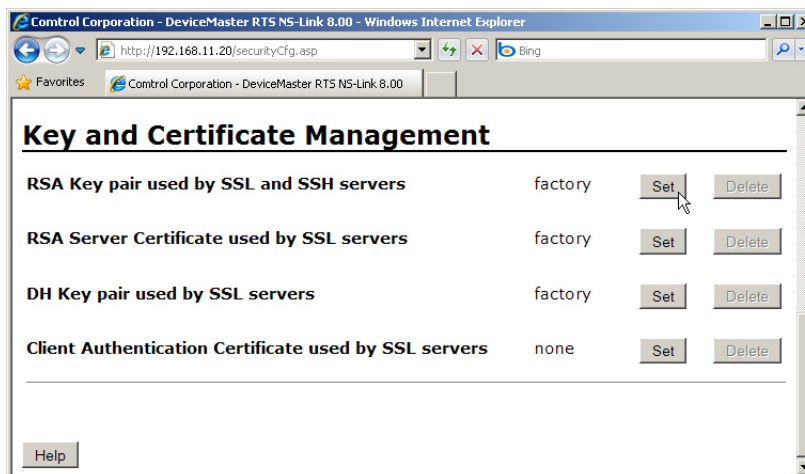 Comtrol Corporation - DeviceMaster RTS NS-Link 8.00 - Windows Internet Explorer
http://192.168.11.20/securityCfg.asp
Bing
Favorites
Comtrol Corporation - DeviceMaster RTS NS-Link 8.00
Key and Certificate Management
RSA Key pair used by SSL and SSH servers factory Set Delete
RSA Server Certificate used by SSL servers factory Set Delete
DH Key pair used by SSL servers factory Set Delete
Client Authentication Certificate used by SSL servers none Set Delete
Help